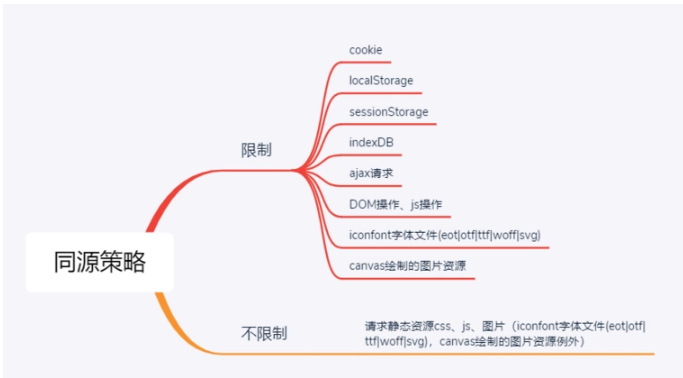 同源策略
限制
cookie
localStorage
sessionStorage
indexDB
ajax请求
DOM操作、js操作
iconfont字体文件(eot|otf|ttf|woff|svg)
canvas绘制的图片资源
不限制
请求静态资源css、js、图片（iconfont字体文件(eot|otf|
ttf|woff|svg)，canvas绘制的图片资源例外）